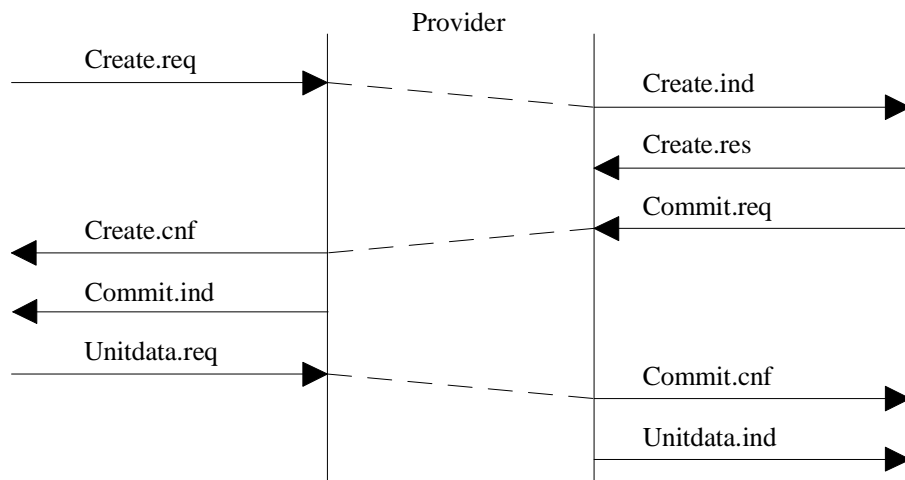 Provider
Create.req
Create.ind
Create.res
Commit.req
Create.cnf
Commit.ind
Unitdata.req
Commit.cnf
Unitdata.ind